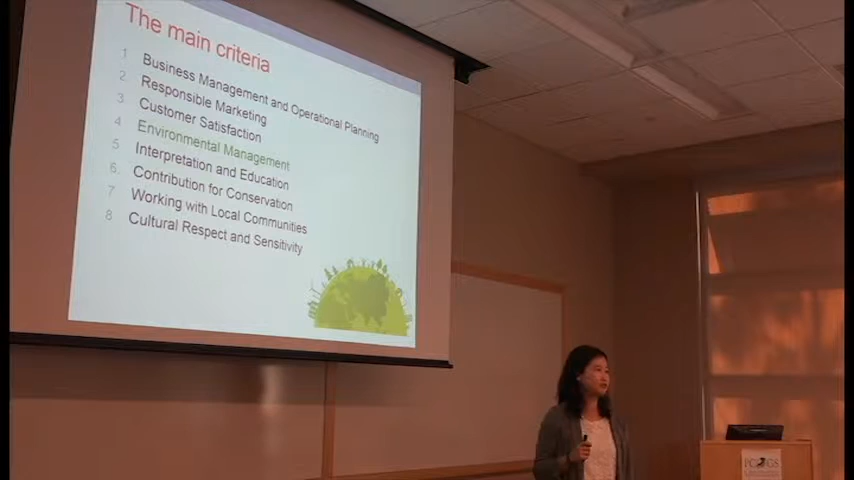 The main criteria
1 Business Management and Operational Planning
2. Responsible Marketing
3 Customer Satisfaction
4 Environmental Management
5 Interpretation and Education
6. Contribution for Conservation
7 Working with Local Communities
8 Cultural Respect and Sensitivity